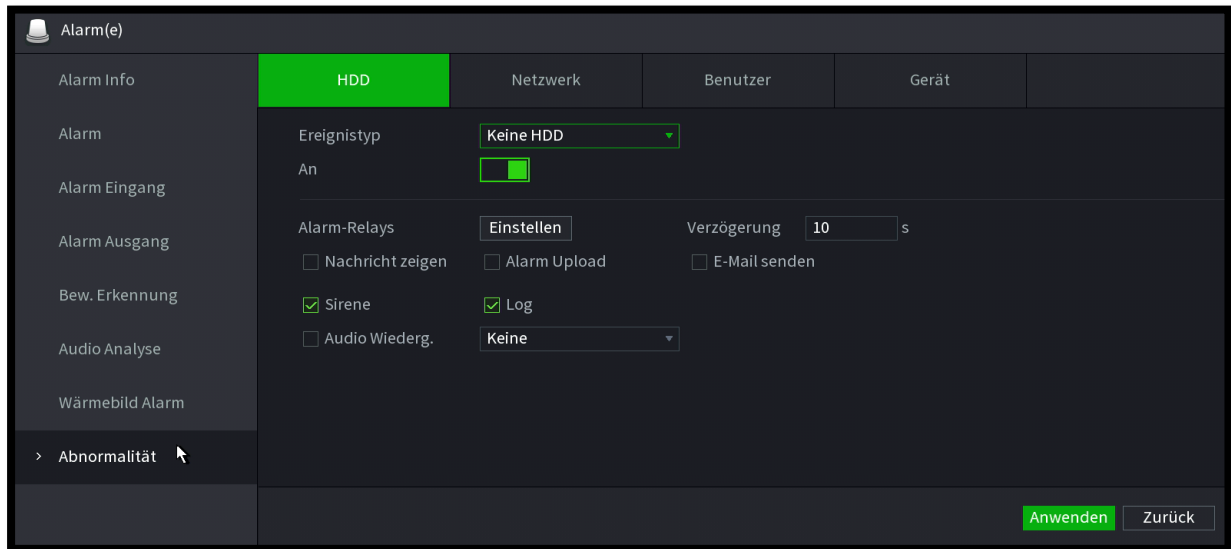 Alarm(e)
Alarm Info
Alarm
Alarm Eingang
Alarm Ausgang
Bew. Erkennung
Audio Analyse
Wärmebild Alarm
> Abnormalität
HDD Netzwerk Benutzer Gerät
Ereignistyp Keine HDD
An
Alarm-Relays Einstellen Verzögerung 10 s
Nachricht zeigen Alarm Upload E-Mail senden
Sirene Log
Audio Wiederg. Keine
Anwenden Zurück